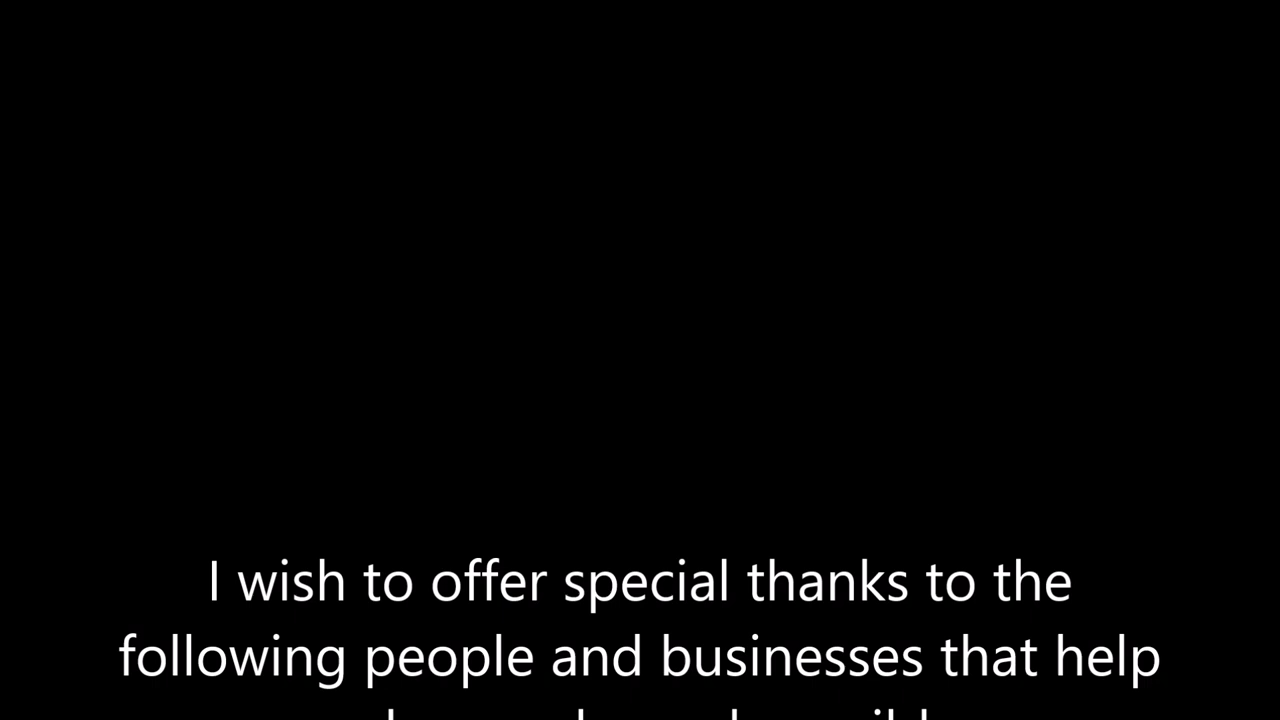 I wish to offer special thanks to the
following people and businesses that help